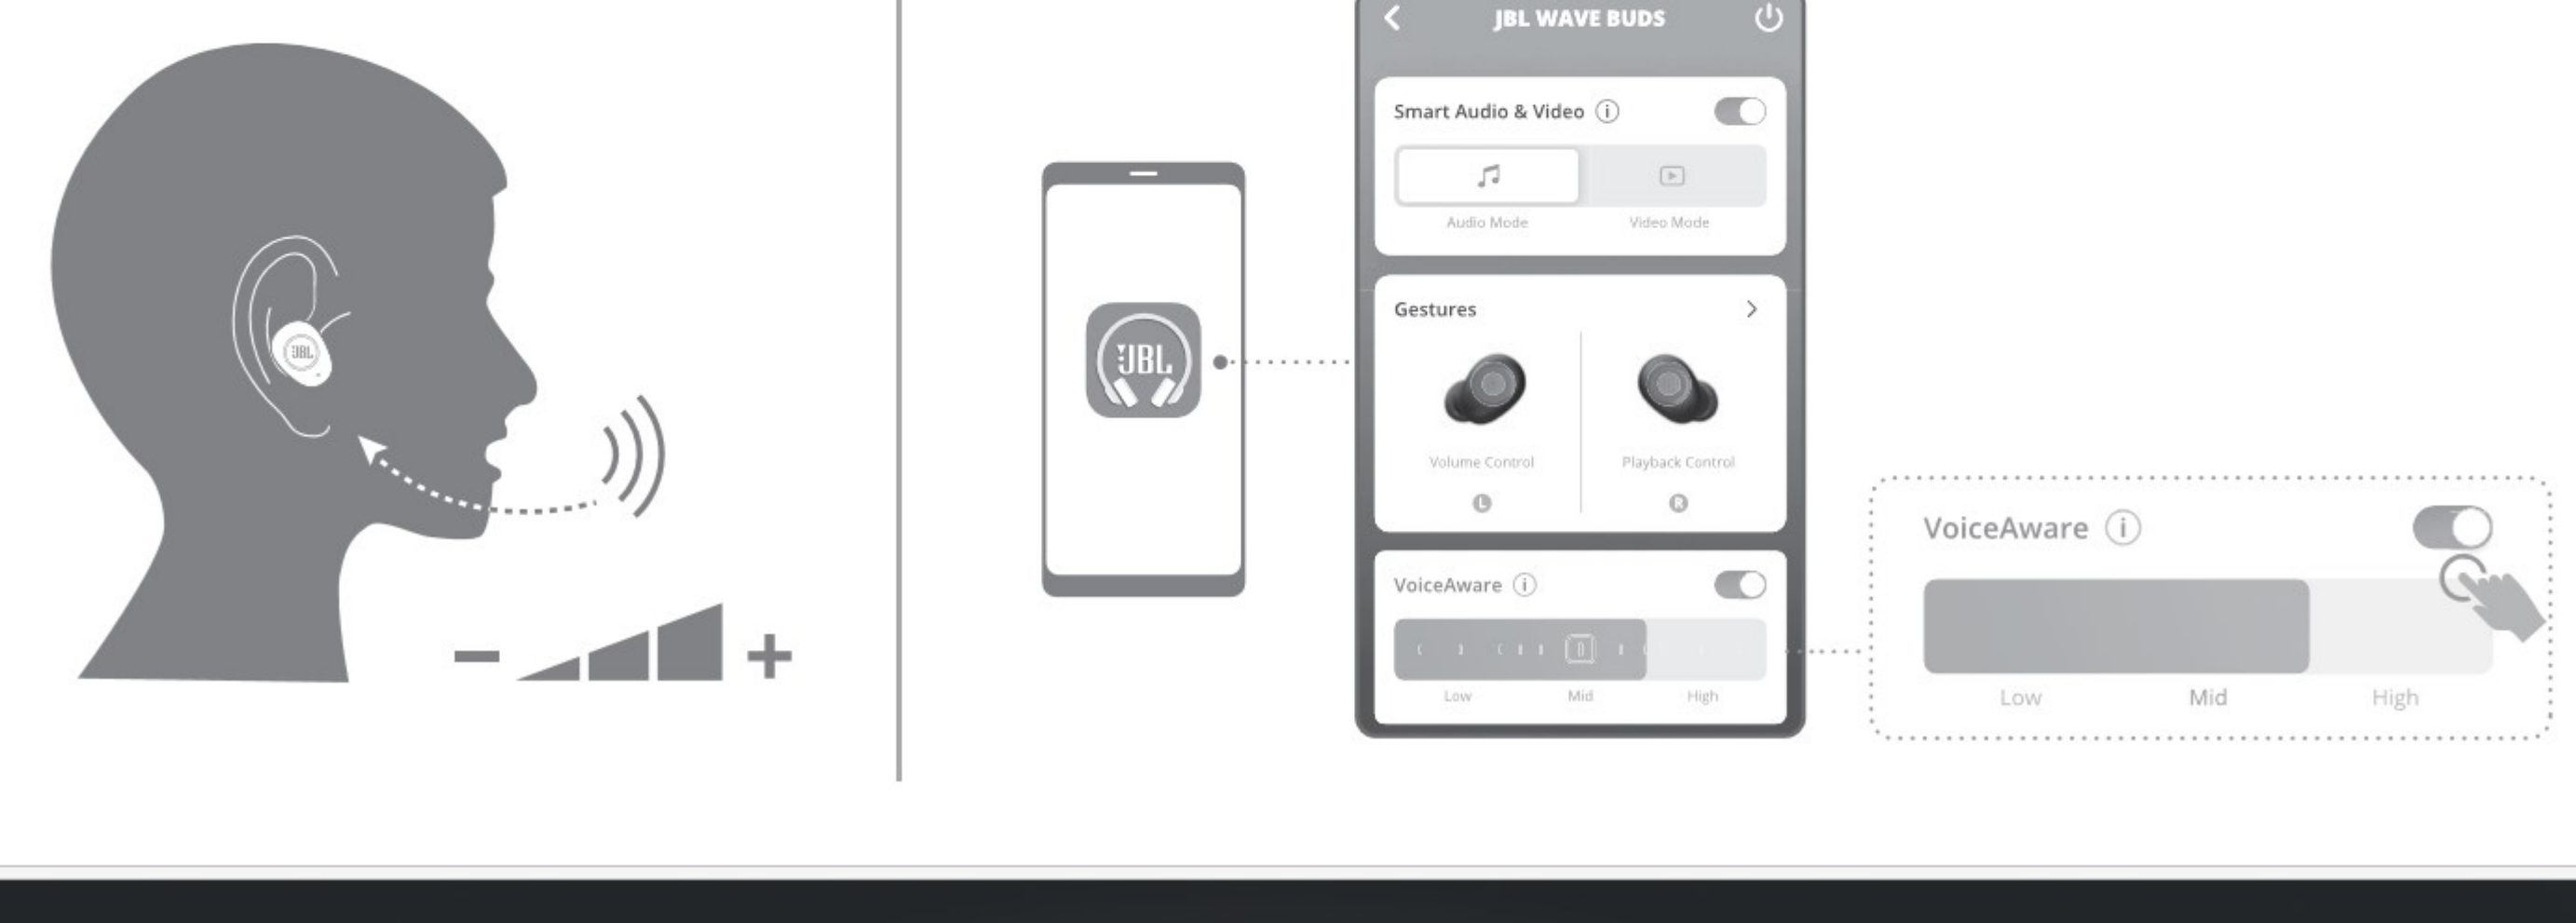 JBL
JBL
JBL WAVE BUDS
Smart Audio & Video
Audio Mode
Video Mode
Gestures
Volume Control
Playback Control
L
R
VoiceAware
Low
Mid
High
VoiceAware
Low
Mid
High